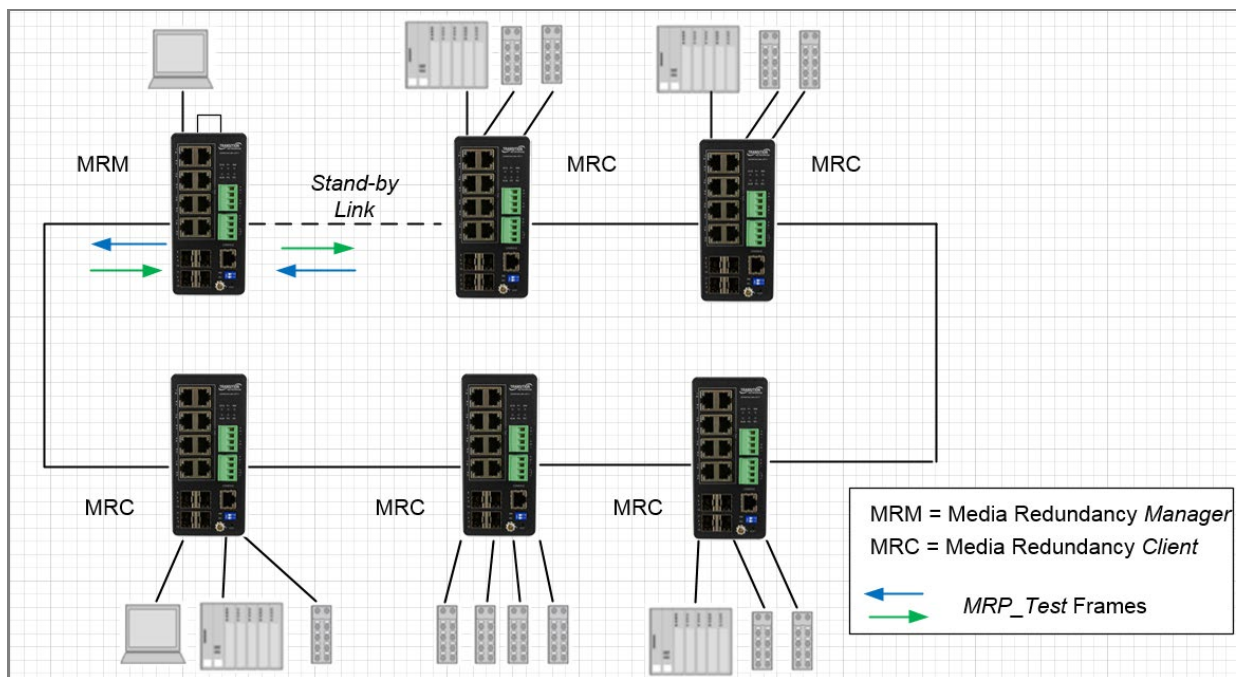 MRM
Stand-by
Link
MRC
MRC
MRC
MRC
MRC
MRM = Media Redundancy Manager
MRC = Media Redundancy Client
MRP_Test Frames